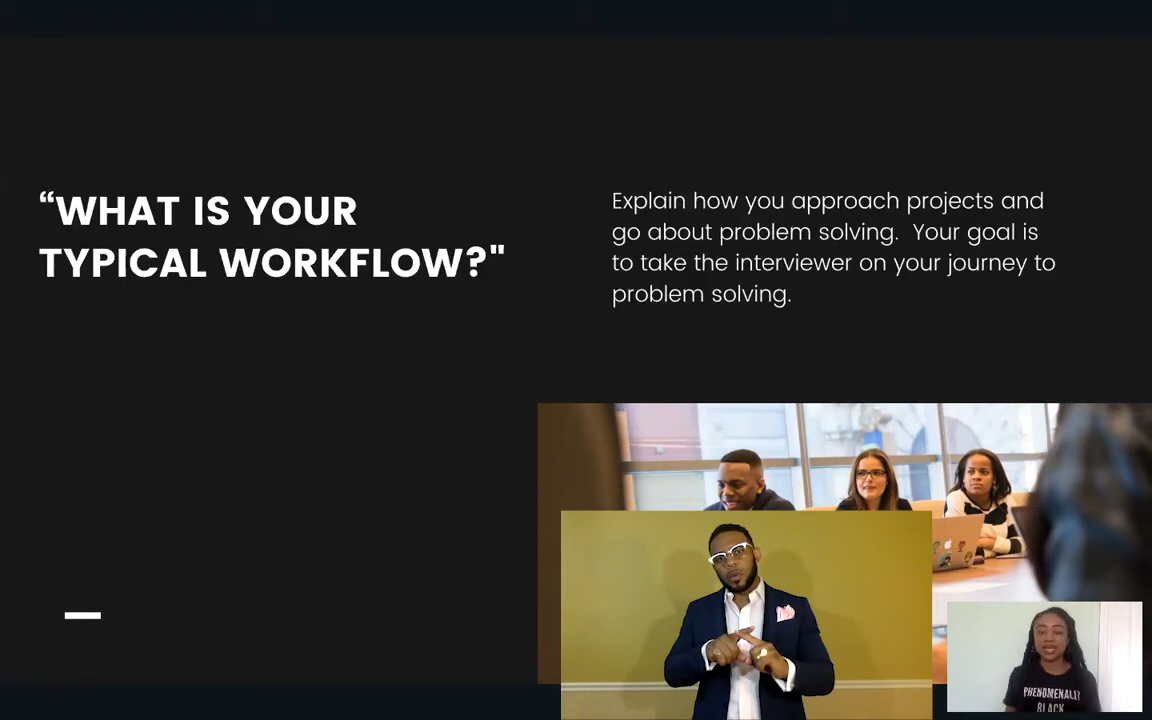 “WHAT IS YOUR
TYPICAL WORKFLOW?"
Explain how you approach projects and
go about problem solving.  Your goal is
to take the interviewer on your journey to
problem solving.
PHENOMENALLY
BLACK